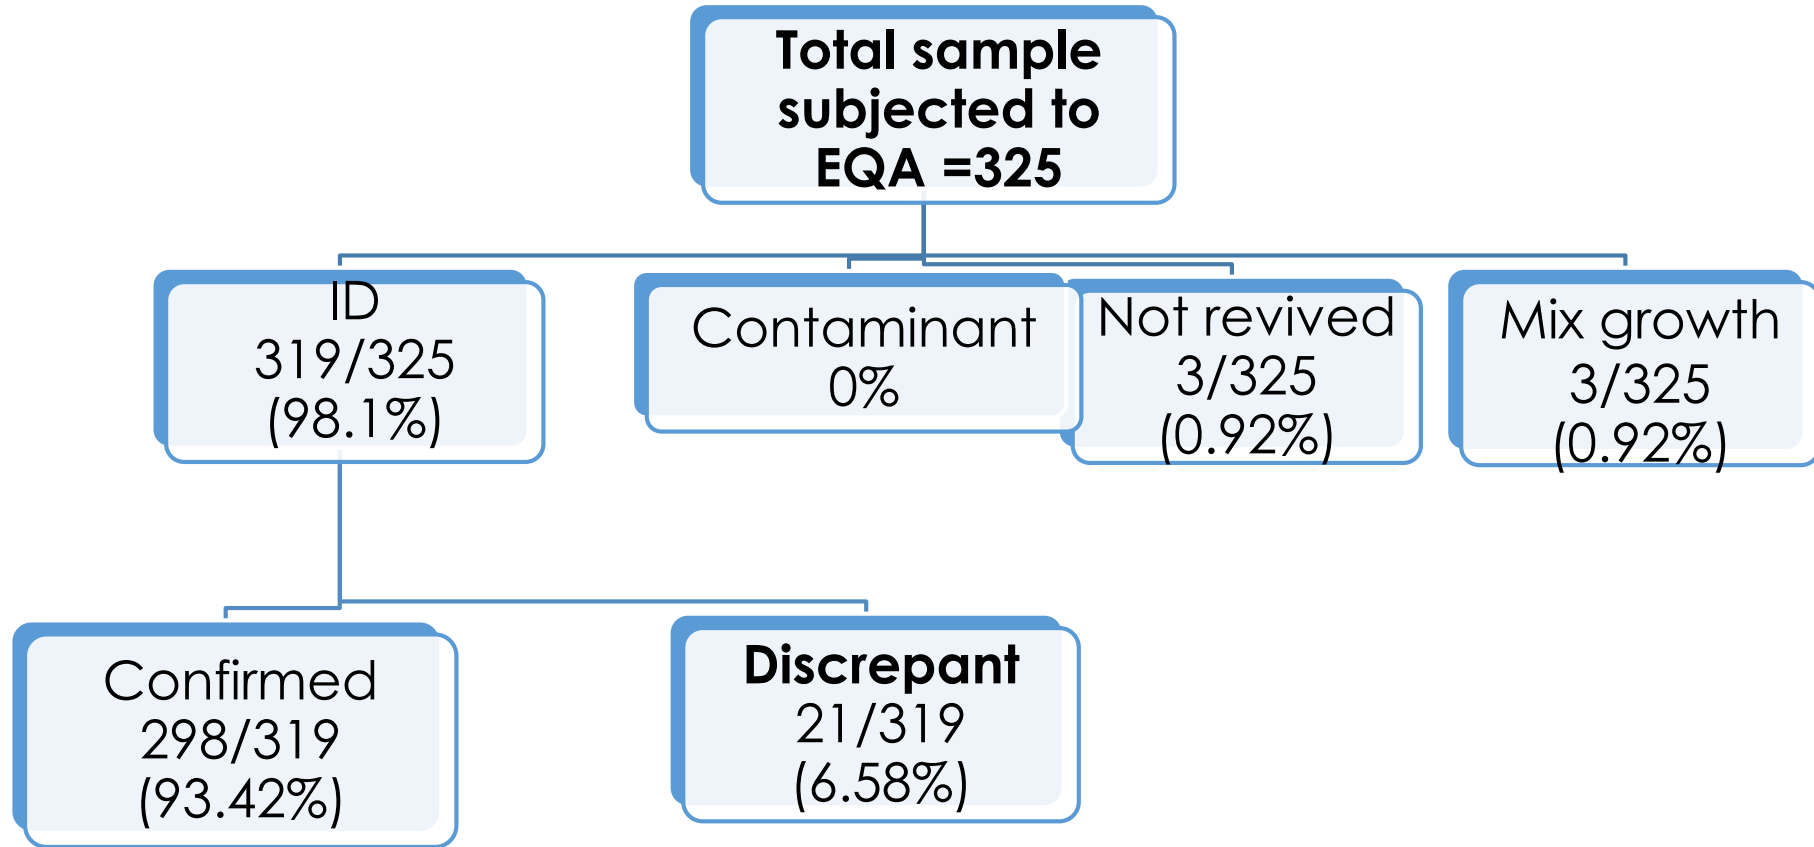 Total sample
subjected to
EQA =325
ID
319/325
(98.1%)
Contaminant
0%
Not revived
3/325
(0.92%)
Mix growth
3/325
(0.92%)
Confirmed
298/319
(93.42%)
Discrepant
21/319
(6.58%)